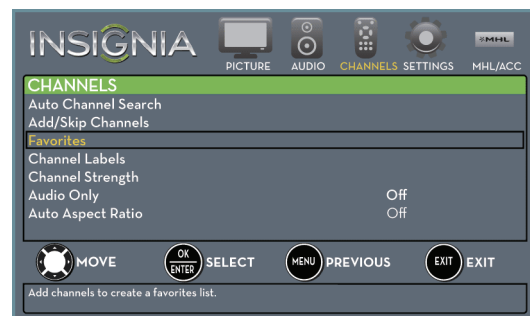 INSIGNIA
PICTURE AUDIO CHANNELS SETTINGS MHL/ACC
MHL
CHANNELS
Auto Channel Search
Add/Skip Channels
Favorites
Channel Labels
Channel Strength
Audio Only Off
Auto Aspect Ratio Off
MOVE OK ENTER SELECT MENU PREVIOUS EXIT EXIT
Add channels to create a favorites list.